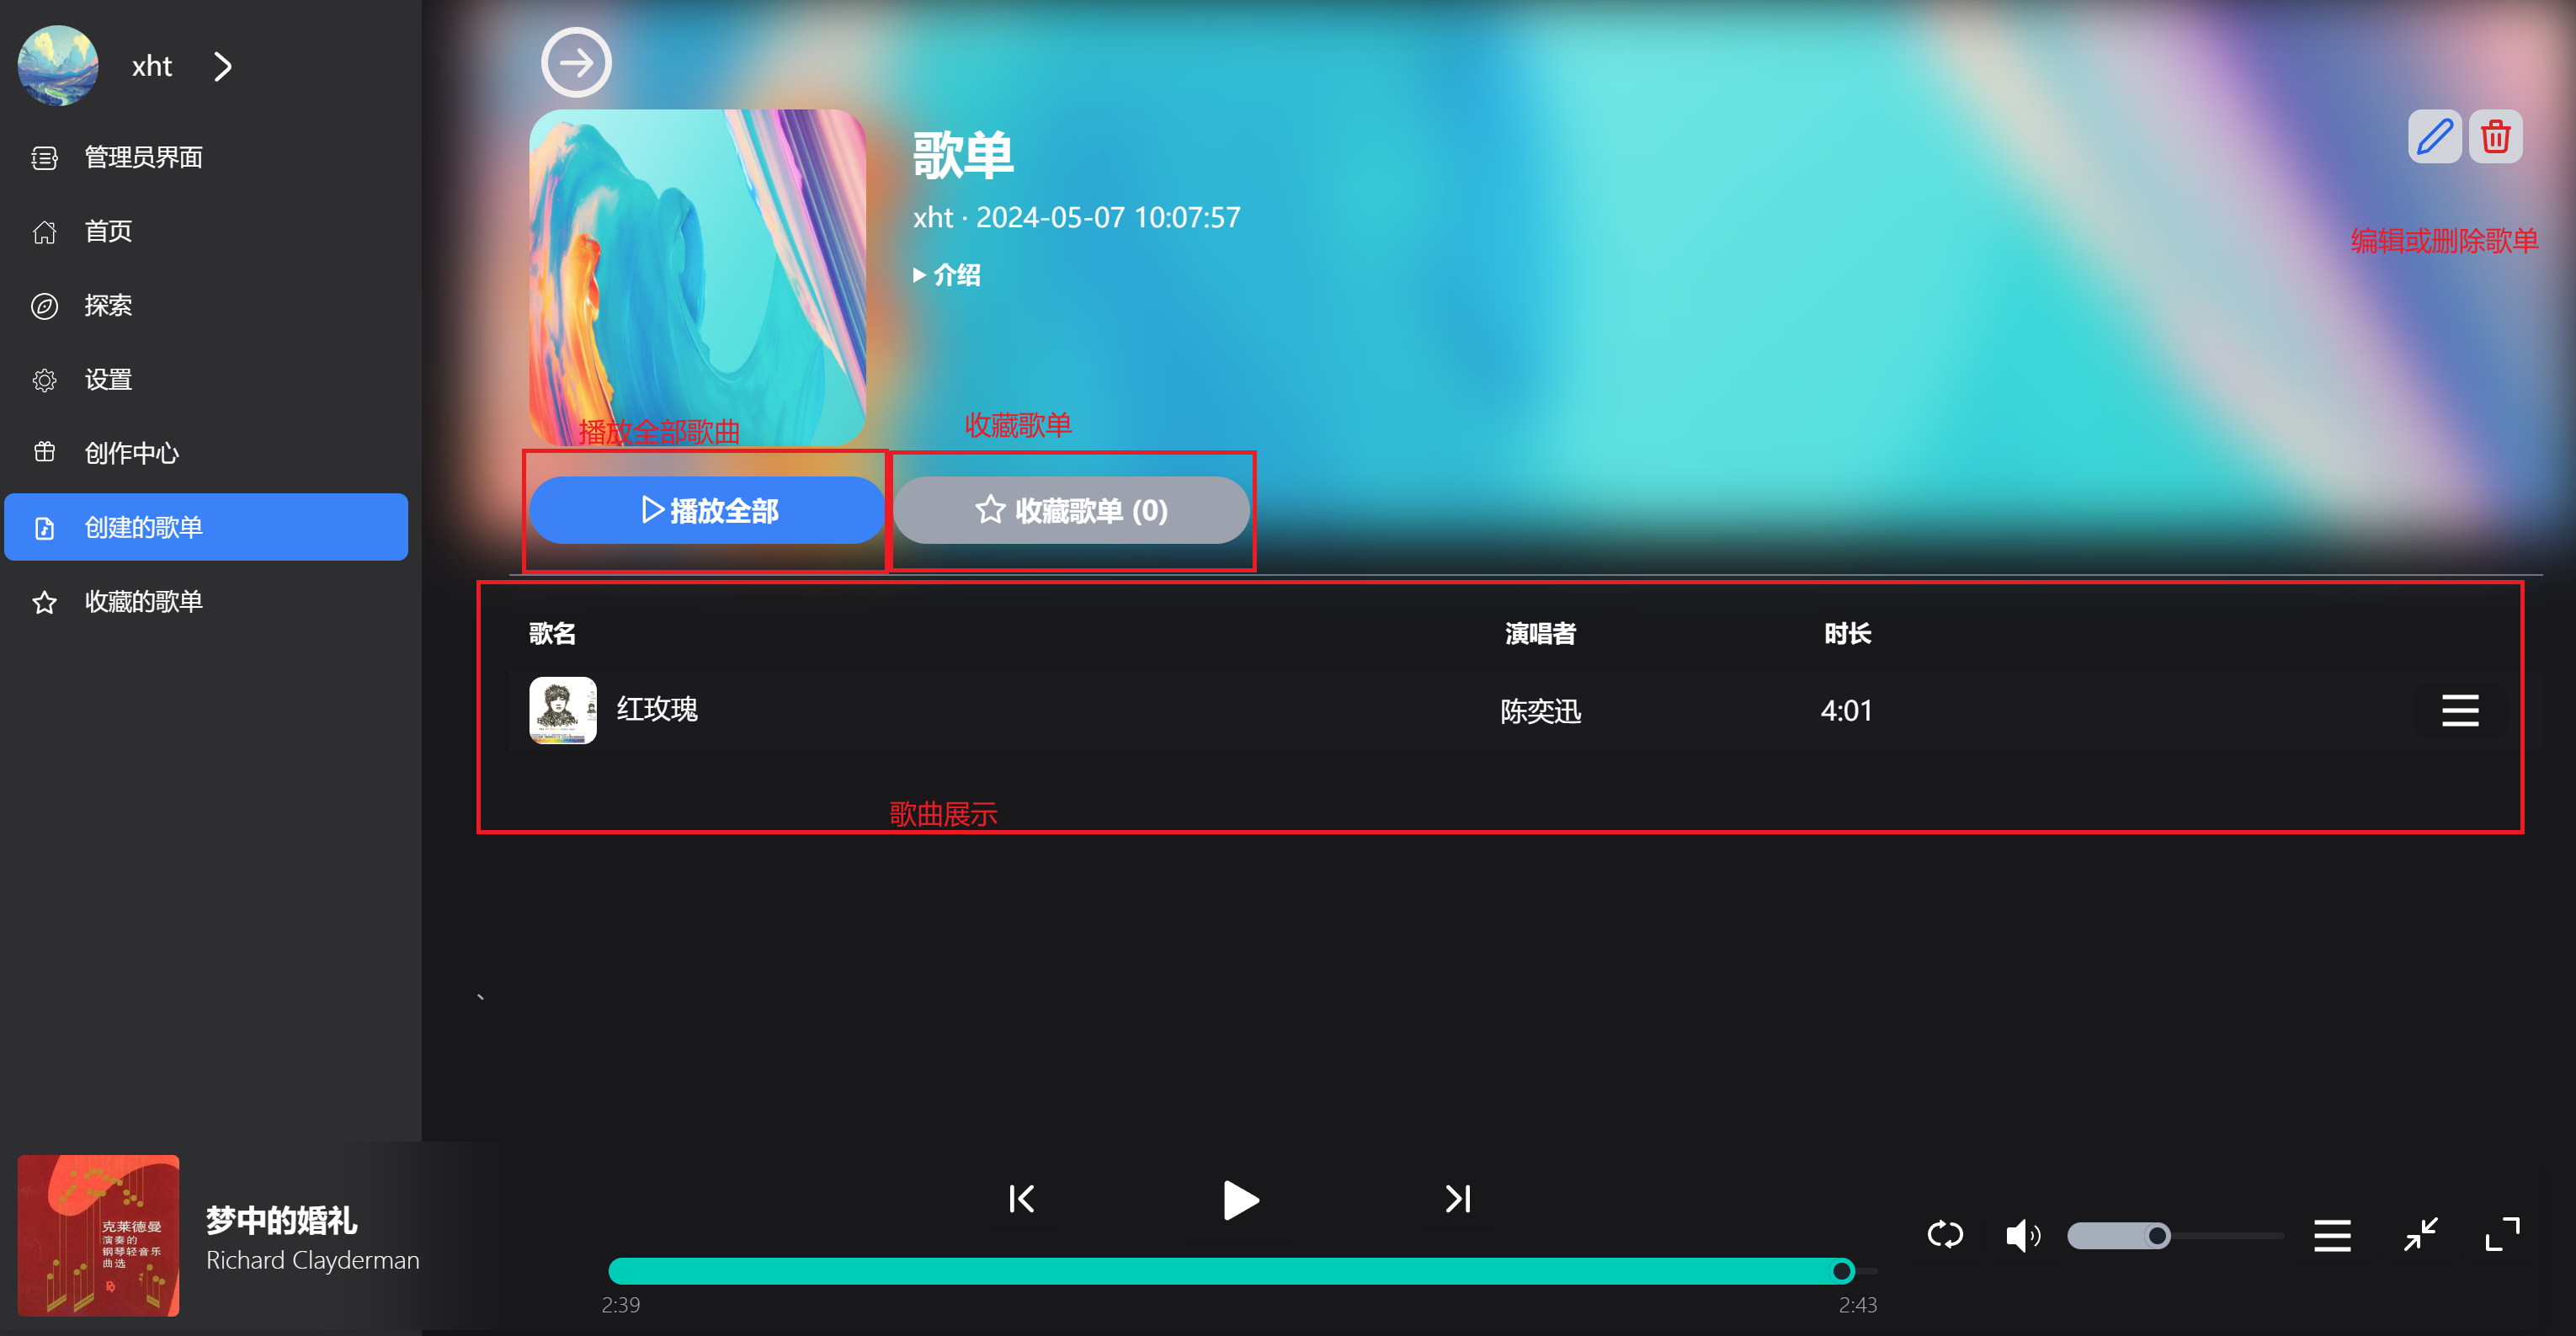 xht
管理员界面
首页
探索
设置
创作中心
创建的歌单
收藏的歌单
歌单
xht · 2024-05-07 10:07:57
介绍
编辑或删除歌单
播放全部歌曲
收藏歌单
播放全部
收藏歌单 (0)
歌名 演唱者 时长
红玫瑰 陈奕迅 4:01
歌曲展示
、
克莱德曼
演奏的
钢琴轻音乐
曲选
梦中的婚礼
Richard Clayderman
2:39
2:43